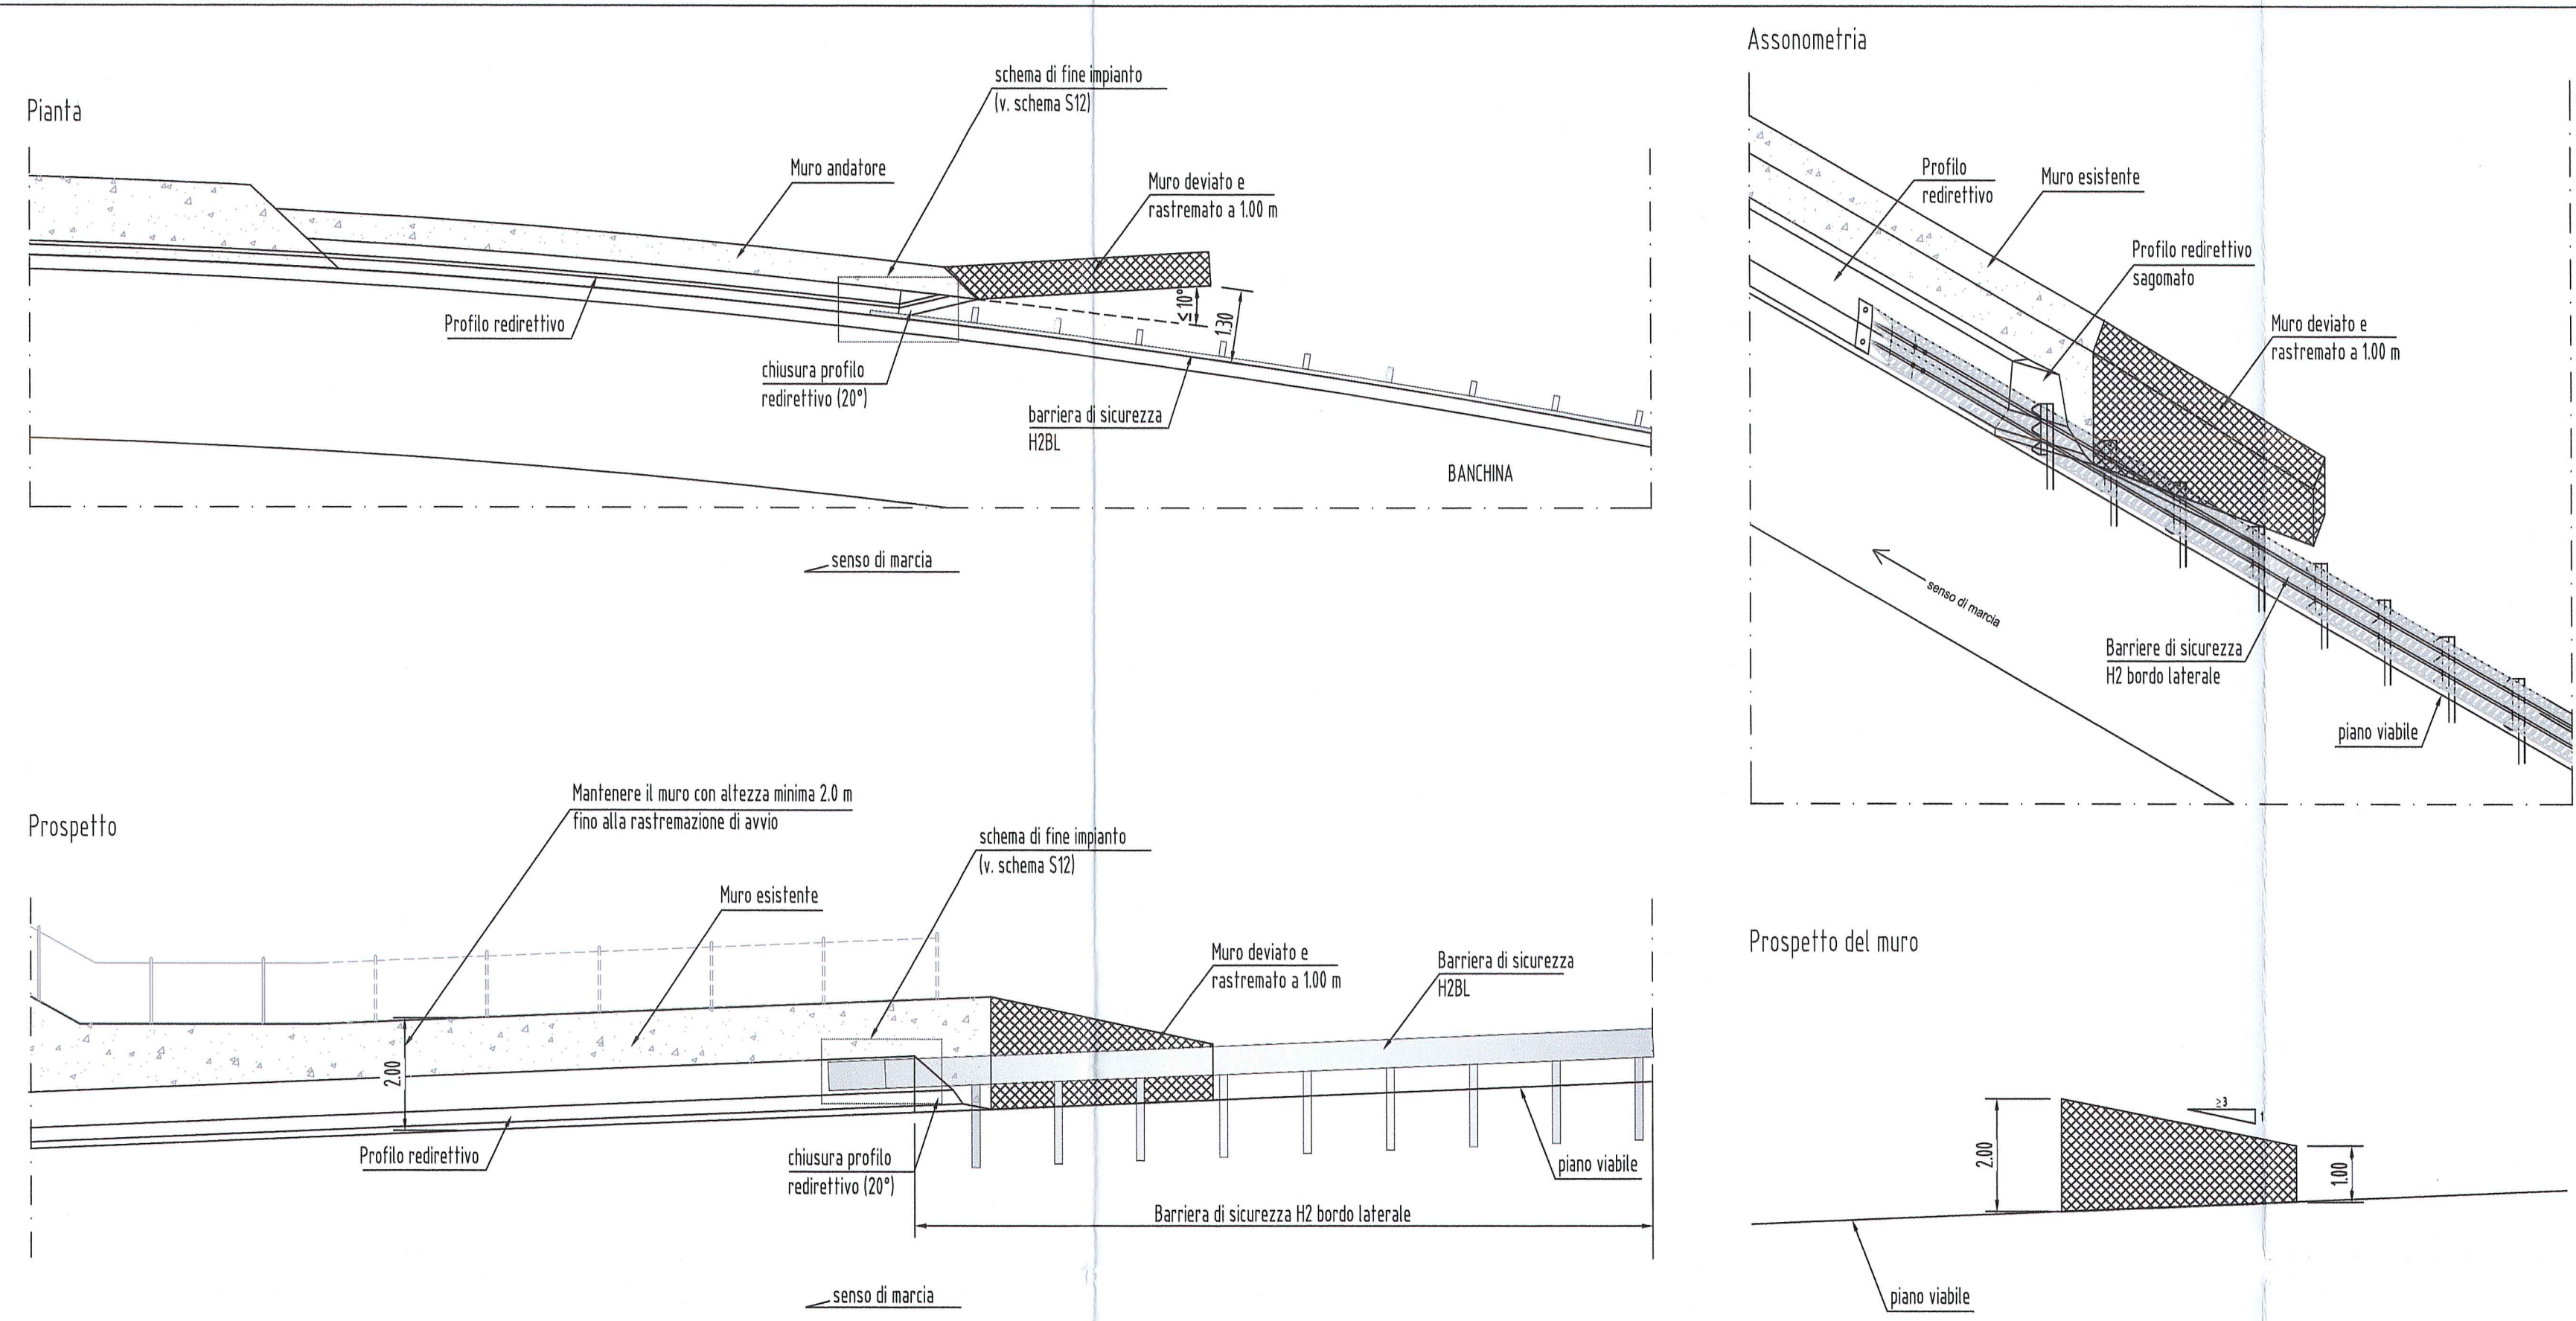 Pianta
schema di fine impianto
(v. schema S12)
Muro andatore
Muro deviato e
rastremato a 1.00 m
Profilo redirettivo
≤10°
1.30
chiusura profilo
redirettivo (20°)
barriera di sicurezza
H2BL
BANCHINA
senso di marcia
Assonometria
Profilo
redirettivo
Muro esistente
Profilo redirettivo
sagomato
Muro deviato e
rastremato a 1.00 m
senso di marcia
Barriere di sicurezza
H2 bordo laterale
piano viabile
Prospetto
Mantenere il muro con altezza minima 2.0 m
fino alla rastremazione di avvio
schema di fine impianto
(v. schema S12)
Muro esistente
Muro deviato e
rastremato a 1.00 m
Barriera di sicurezza
H2BL
2.00
Profilo redirettivo
chiusura profilo
redirettivo (20°)
piano viabile
Barriera di sicurezza H2 bordo laterale
senso di marcia
Prospetto del muro
≥3
1
2.00
1.00
piano viabile